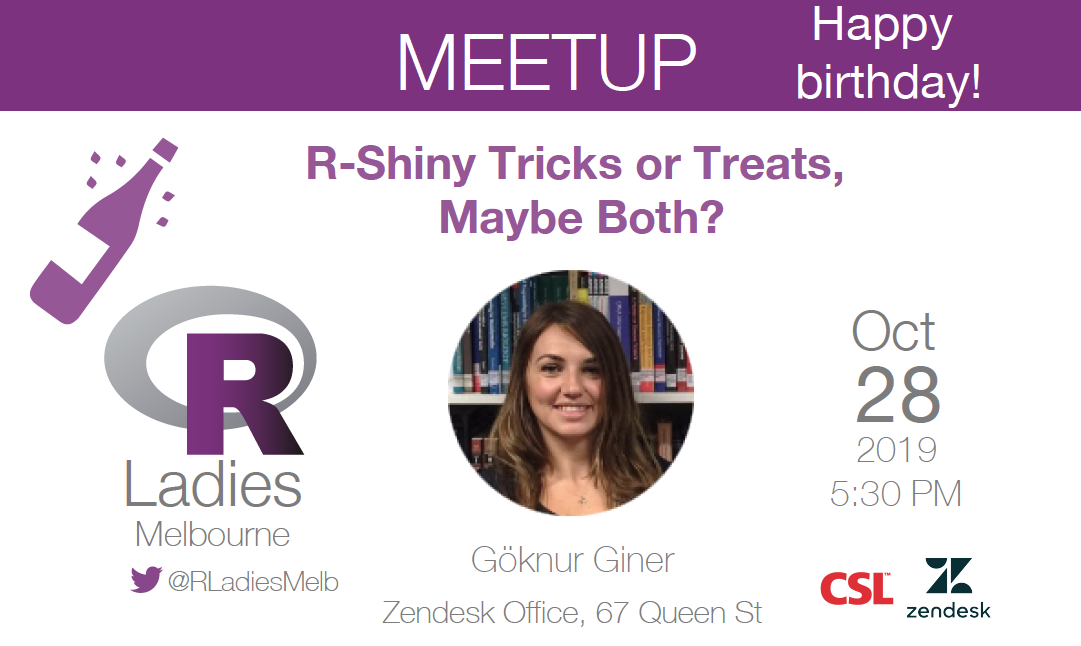 MEETUP
Happy
birthday!
R-Shiny Tricks or Treats,
Maybe Both?
R
Ladies
Melbourne
@RLadiesMelb
Göknur Giner
Zendesk Office, 67 Queen St
Oct
28
2019
5:30 PM
CSL™
zendesk